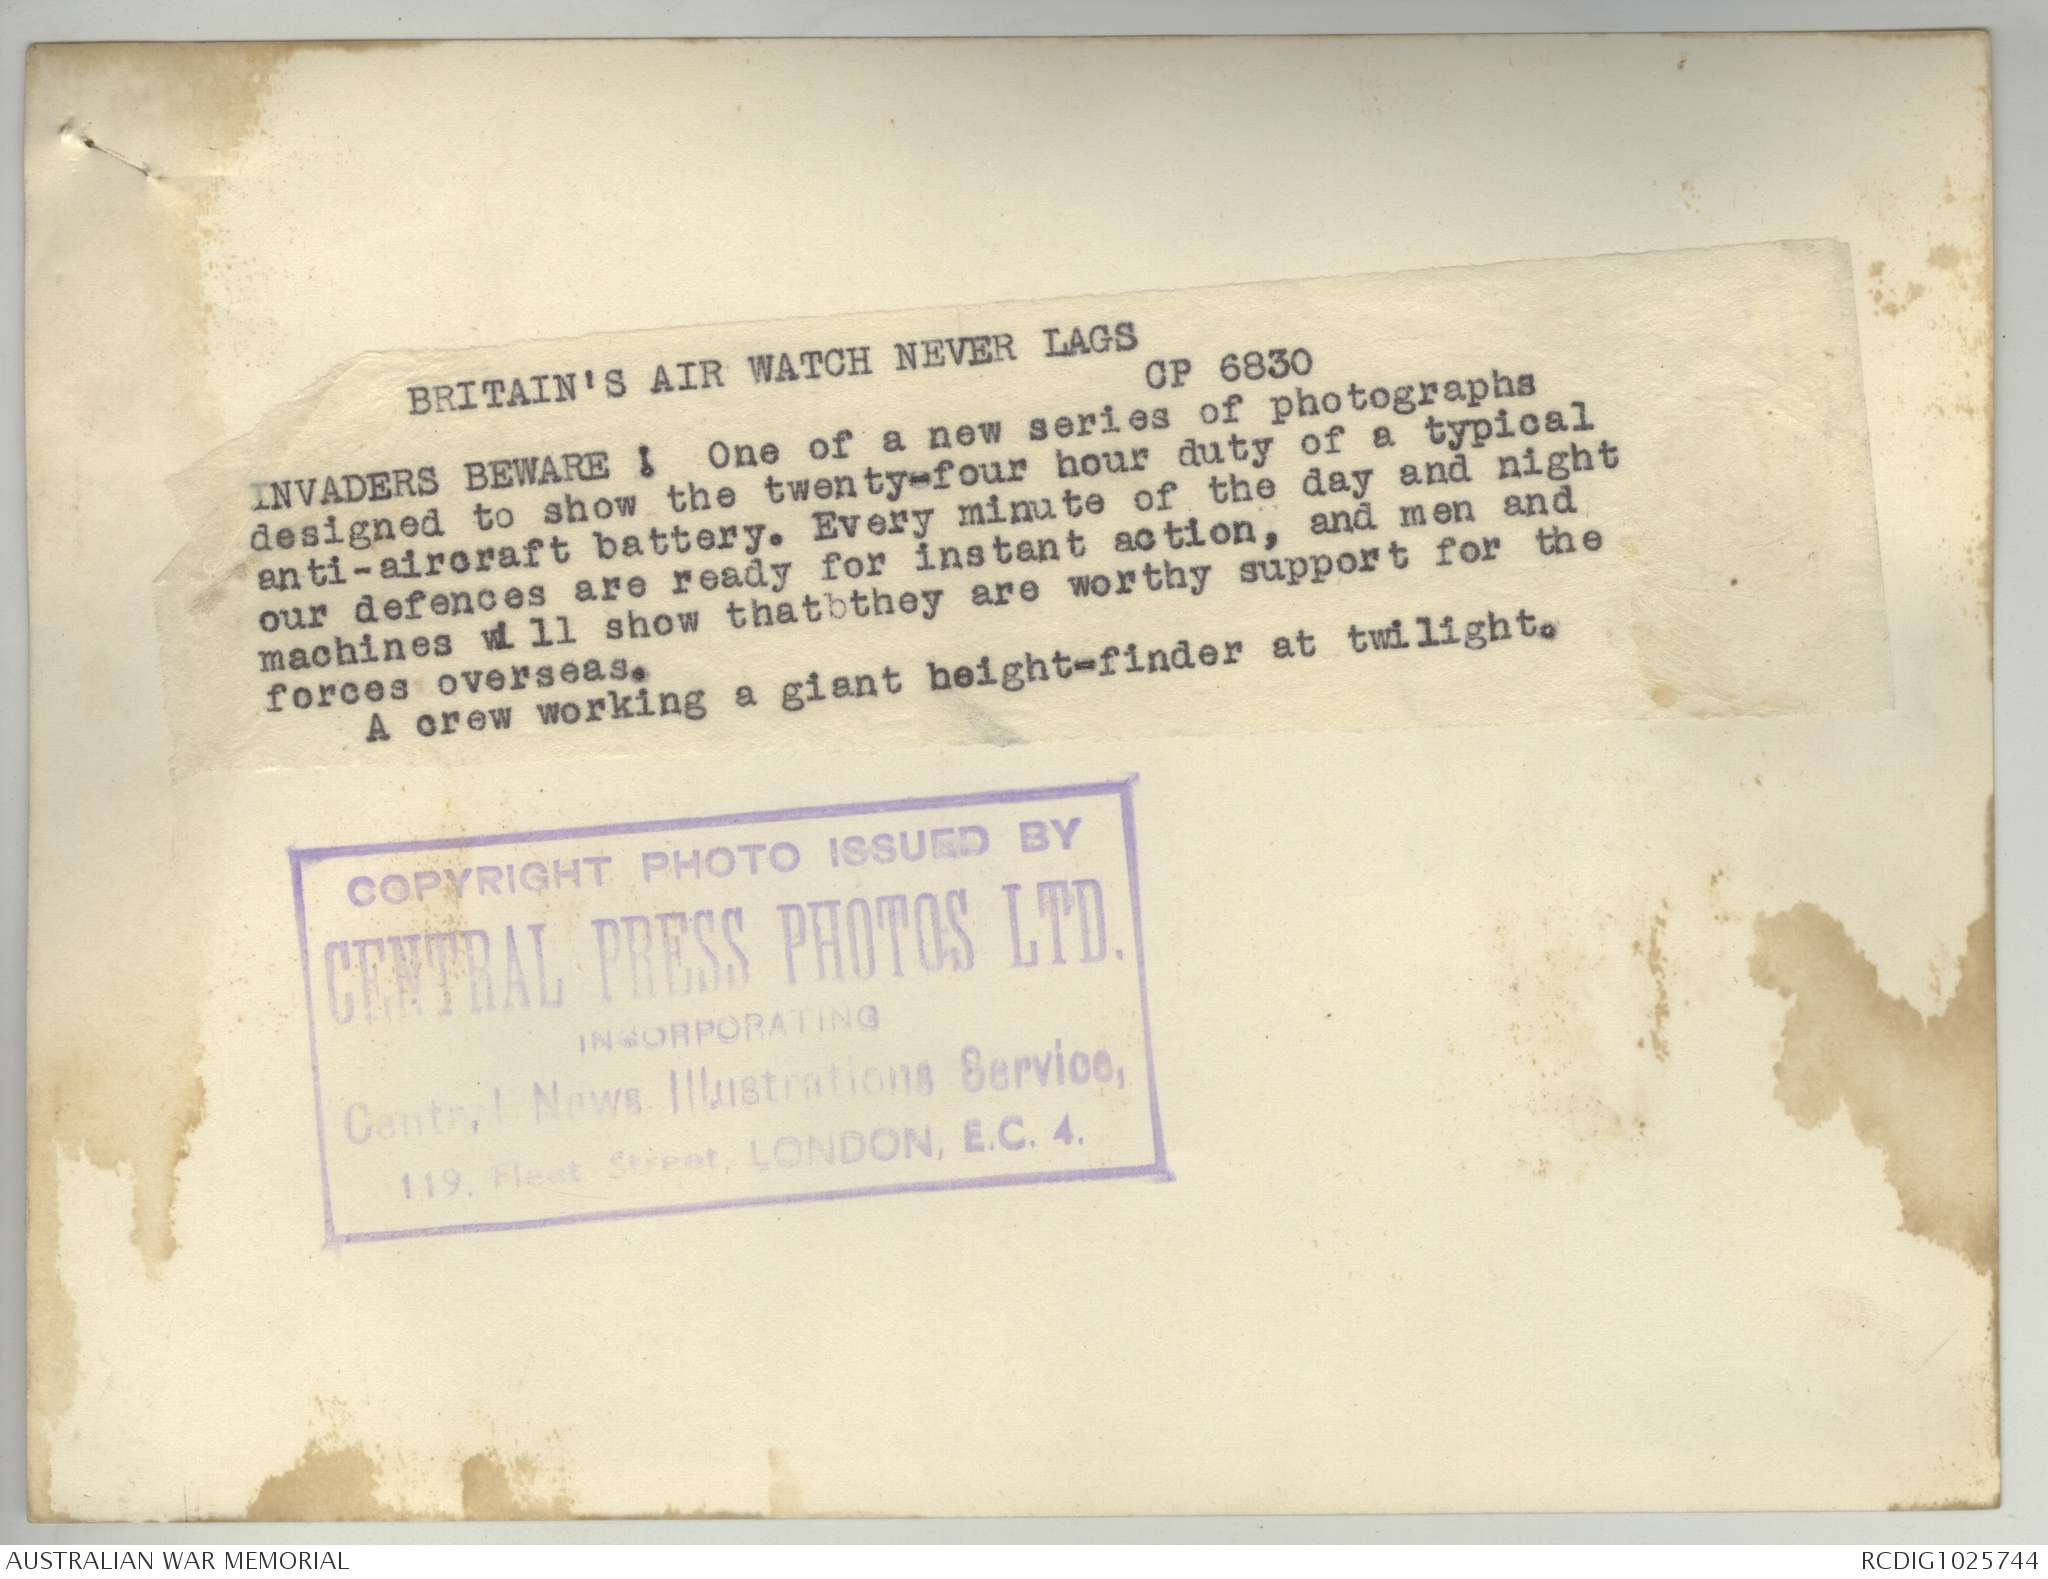 BRITAIN'S AIR WATCH NEVER LAGS
CP 6830
INVADERS BEWARE ! One of a new series of photographs
designed to show the twenty-four hour duty of a typical
anti-aircraft battery. Every minute of the day and night
our defences are ready for instant action, and men and
machines will show thatbthey are worthy support for the
forces overseas.
A crew working a giant height-finder at twilight.
COPYRIGHT PHOTO ISSUED BY
CENTRAL PRESS PHOTOS LTD.
INCORPORATING
Central News Illustrations Service,
119, Fleet Street, LONDON, E.C. 4.
AUSTRALIAN WAR MEMORIAL
RCDIG1025744